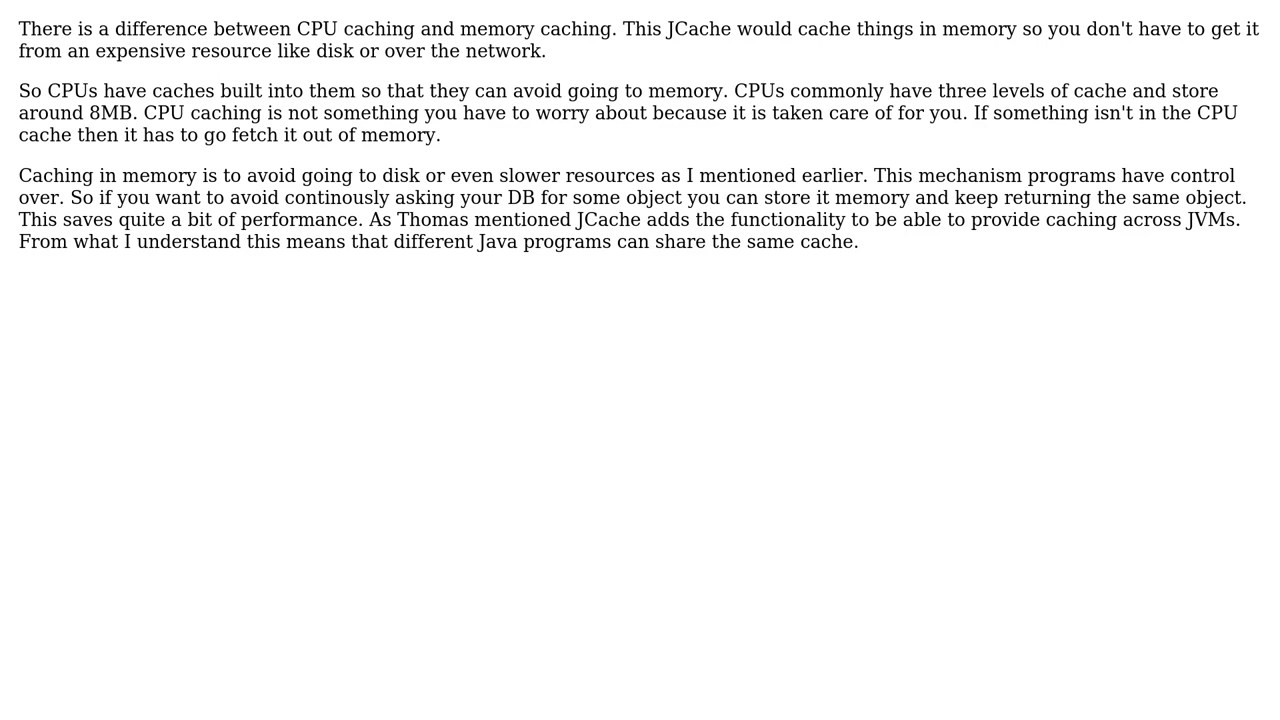 There is a difference between CPU caching and memory caching. This JCache would cache things in memory so you don't have to get it
from an expensive resource like disk or over the network.
So CPUs have caches built into them so that they can avoid going to memory. CPUs commonly have three levels of cache and store
around 8MB. CPU caching is not something you have to worry about because it is taken care of for you. If something isn't in the CPU
cache then it has to go fetch it out of memory.
Caching in memory is to avoid going to disk or even slower resources as I mentioned earlier. This mechanism programs have control
over. So if you want to avoid continously asking your DB for some object you can store it memory and keep returning the same object.
This saves quite a bit of performance. As Thomas mentioned JCache adds the functionality to be able to provide caching across JVMs.
From what I understand this means that different Java programs can share the same cache.